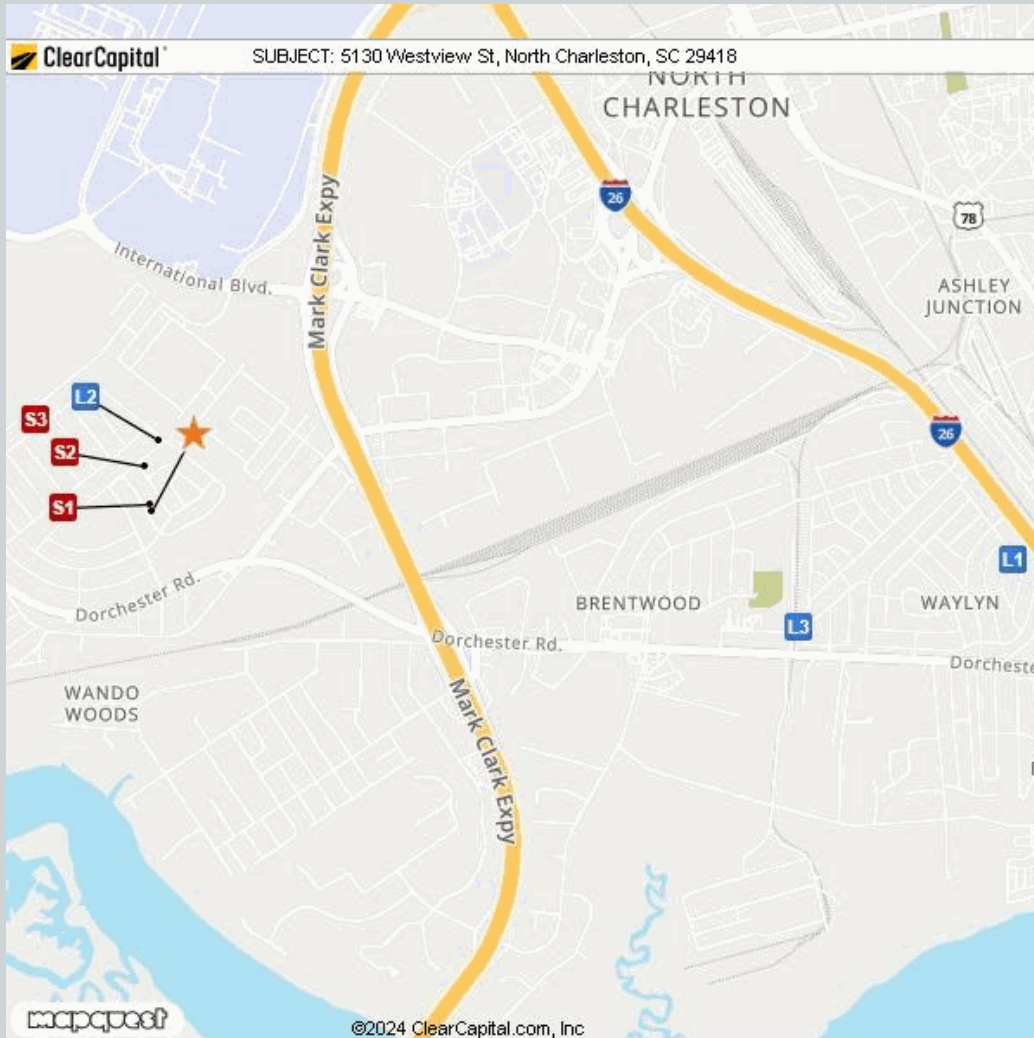 ClearCapital
SUBJECT: 5130 Westview St, North Charleston, SC 29418
NORTH
CHARLESTON
26
78
Mark Clark Expy
International Blvd.
ASHLEY
JUNCTION
L2
S3
S2
26
S1
L1
Dorchester Rd.
BRENTWOOD
WAYLYN
L3
Dorchester Rd.
Dorchester
WANDO
WOODS
Mark Clark Expy
mapquest
©2024 ClearCapital.com, Inc